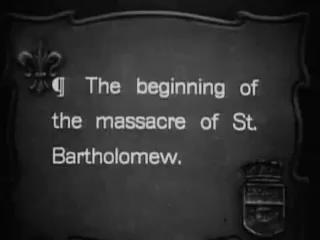 ¶ The beginning of
the massacre of St.
Bartholomew.